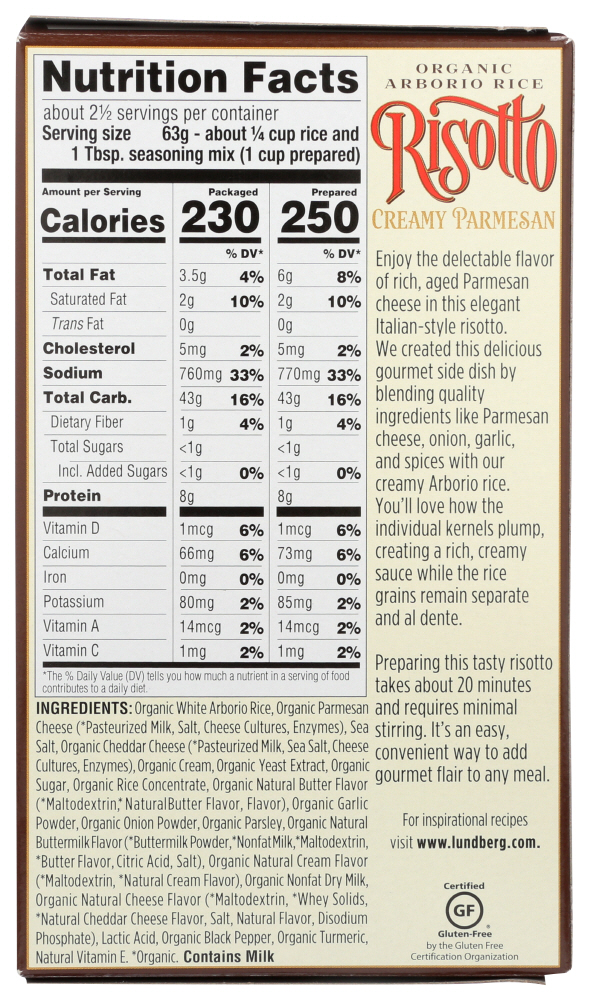 Nutrition Facts
about 2½ servings per container
Serving size 63g - about ¼ cup rice and
1 Tbsp. seasoning mix (1 cup prepared)
Amount per Serving Packaged Prepared
Calories 230 250
% DV* % DV*
Total Fat 3.5g 4% 6g 8%
Saturated Fat 2g 10% 2g 10%
Trans Fat 0g 0g
Cholesterol 5mg 2% 5mg 2%
Sodium 760mg 33% 770mg 33%
Total Carb. 43g 16% 43g 16%
Dietary Fiber 1g 4% 1g 4%
Total Sugars <1g <1g
Incl. Added Sugars <1g 0% <1g 0%
Protein 8g 8g
Vitamin D 1mcg 6% 1mcg 6%
Calcium 66mg 6% 73mg 6%
Iron 0mg 0% 0mg 0%
Potassium 80mg 2% 85mg 2%
Vitamin A 14mcg 2% 14mcg 2%
Vitamin C 1mg 2% 1mg 2%
*The % Daily Value (DV) tells you how much a nutrient in a serving of food
contributes to a daily diet.
INGREDIENTS: Organic White Arborio Rice, Organic Parmesan
Cheese (*Pasteurized Milk, Salt, Cheese Cultures, Enzymes), Sea
Salt, Organic Cheddar Cheese (*Pasteurized Milk, Sea Salt, Cheese
Cultures, Enzymes), Organic Cream, Organic Yeast Extract, Organic
Sugar, Organic Rice Concentrate, Organic Natural Butter Flavor
(*Maltodextrin,* NaturalButter Flavor, Flavor), Organic Garlic
Powder, Organic Onion Powder, Organic Parsley, Organic Natural
Buttermilk Flavor (*Buttermilk Powder,*Nonfat Milk,*Maltodextrin,
*Butter Flavor, Citric Acid, Salt), Organic Natural Cream Flavor
(*Maltodextrin, *Natural Cream Flavor), Organic Nonfat Dry Milk,
Organic Natural Cheese Flavor (*Maltodextrin, *Whey Solids,
*Natural Cheddar Cheese Flavor, Salt, Natural Flavor, Disodium
Phosphate), Lactic Acid, Organic Black Pepper, Organic Turmeric,
Natural Vitamin E. *Organic. Contains Milk
ORGANIC
ARBORIO RICE
Risotto
CREAMY PARMESAN
Enjoy the delectable flavor
of rich, aged Parmesan
cheese in this elegant
Italian-style risotto.
We created this delicious
gourmet side dish by
blending quality
ingredients like Parmesan
cheese, onion, garlic,
and spices with our
creamy Arborio rice.
You'll love how the
individual kernels plump,
creating a rich, creamy
sauce while the rice
grains remain separate
and al dente.
Preparing this tasty risotto
takes about 20 minutes
and requires minimal
stirring. It's an easy,
convenient way to add
gourmet flair to any meal.
For inspirational recipes
visit www.lundberg.com.
Certified
GF
®
Gluten-Free
by the Gluten Free
Certification Organization